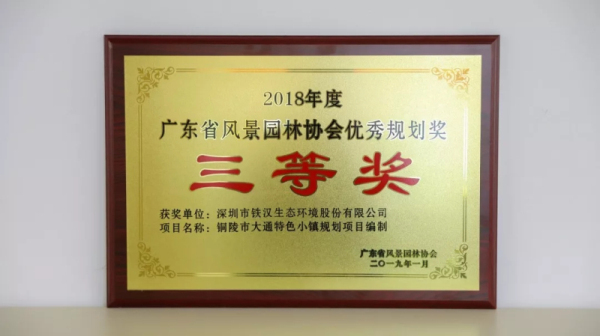 2018年度
广东省风景园林协会优秀规划奖
三等奖
获奖单位：深圳市铁汉生态环境股份有限公司
项目名称：铜陵市大通特色小镇规划项目编制
广东省风景园林协会
二〇一九年一月